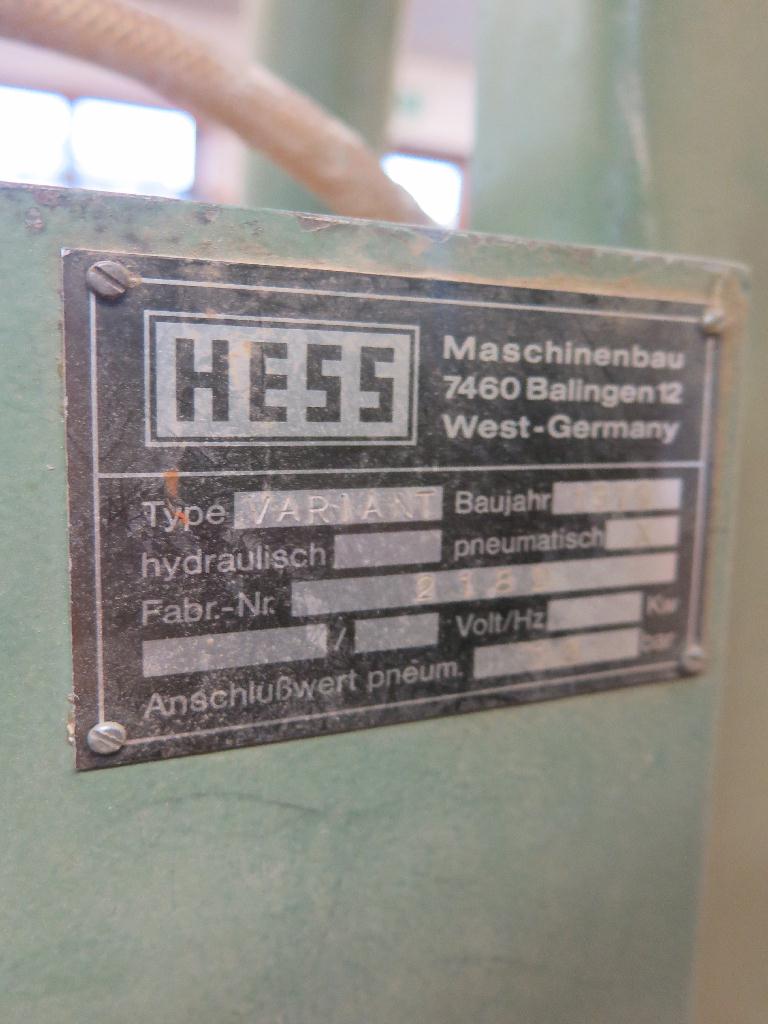 HESS
Maschinenbau
7460 Balingen 12
West-Germany
Type VARIANT Baujahr
hydraulisch pneumatisch X
Fabr.-Nr. 218
/ Volt/Hz Kw
Anschlußwert pneum. bar